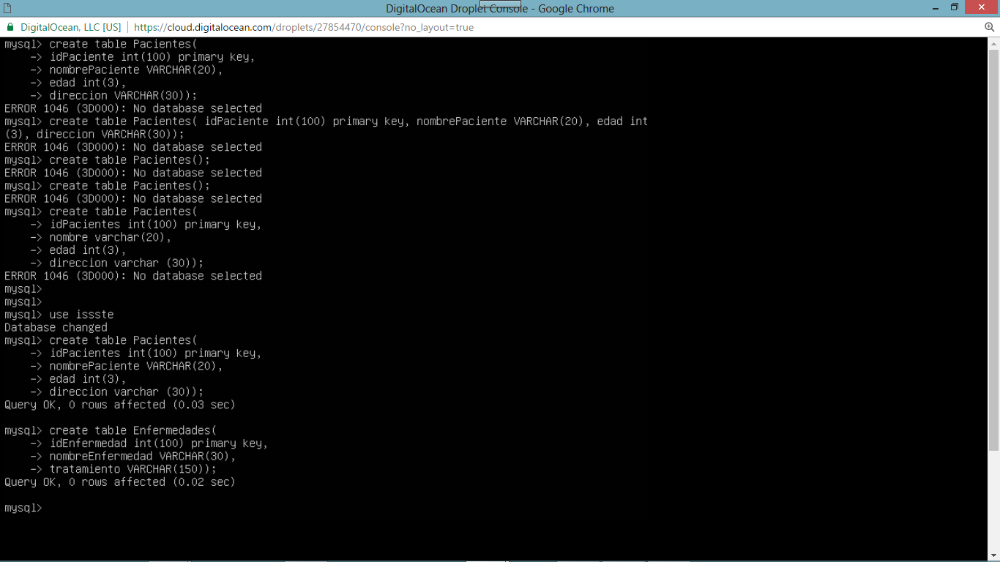 DigitalOcean Droplet Console - Google Chrome
DigitalOcean, LLC [US] https://cloud.digitalocean.com/droplets/27854470/console?no_layout=true
mysql> create table Pacientes(
    -> idPaciente int(100) primary key,
    -> nombrePaciente VARCHAR(20),
    -> edad int(3),
    -> direccion VARCHAR(30));
ERROR 1046 (3D000): No database selected
mysql> create table Pacientes( idPaciente int(100) primary key, nombrePaciente VARCHAR(20), edad int
(3), direccion VARCHAR(30));
ERROR 1046 (3D000): No database selected
mysql> create table Pacientes();
ERROR 1046 (3D000): No database selected
mysql> create table Pacientes();
ERROR 1046 (3D000): No database selected
mysql> create table Pacientes(
    -> idPacientes int(100) primary key,
    -> nombre varchar(20),
    -> edad int(3),
    -> direccion varchar (30));
ERROR 1046 (3D000): No database selected
mysql>
mysql>
mysql> use issste
Database changed
mysql> create table Pacientes(
    -> idPacientes int(100) primary key,
    -> nombrePaciente VARCHAR(20),
    -> edad int(3),
    -> direccion varchar (30));
Query OK, 0 rows affected (0.03 sec)
mysql> create table Enfermedades(
    -> idEnfermedad int(100) primary key,
    -> nombreEnfermedad VARCHAR(30),
    -> tratamiento VARCHAR(150));
Query OK, 0 rows affected (0.02 sec)
mysql>